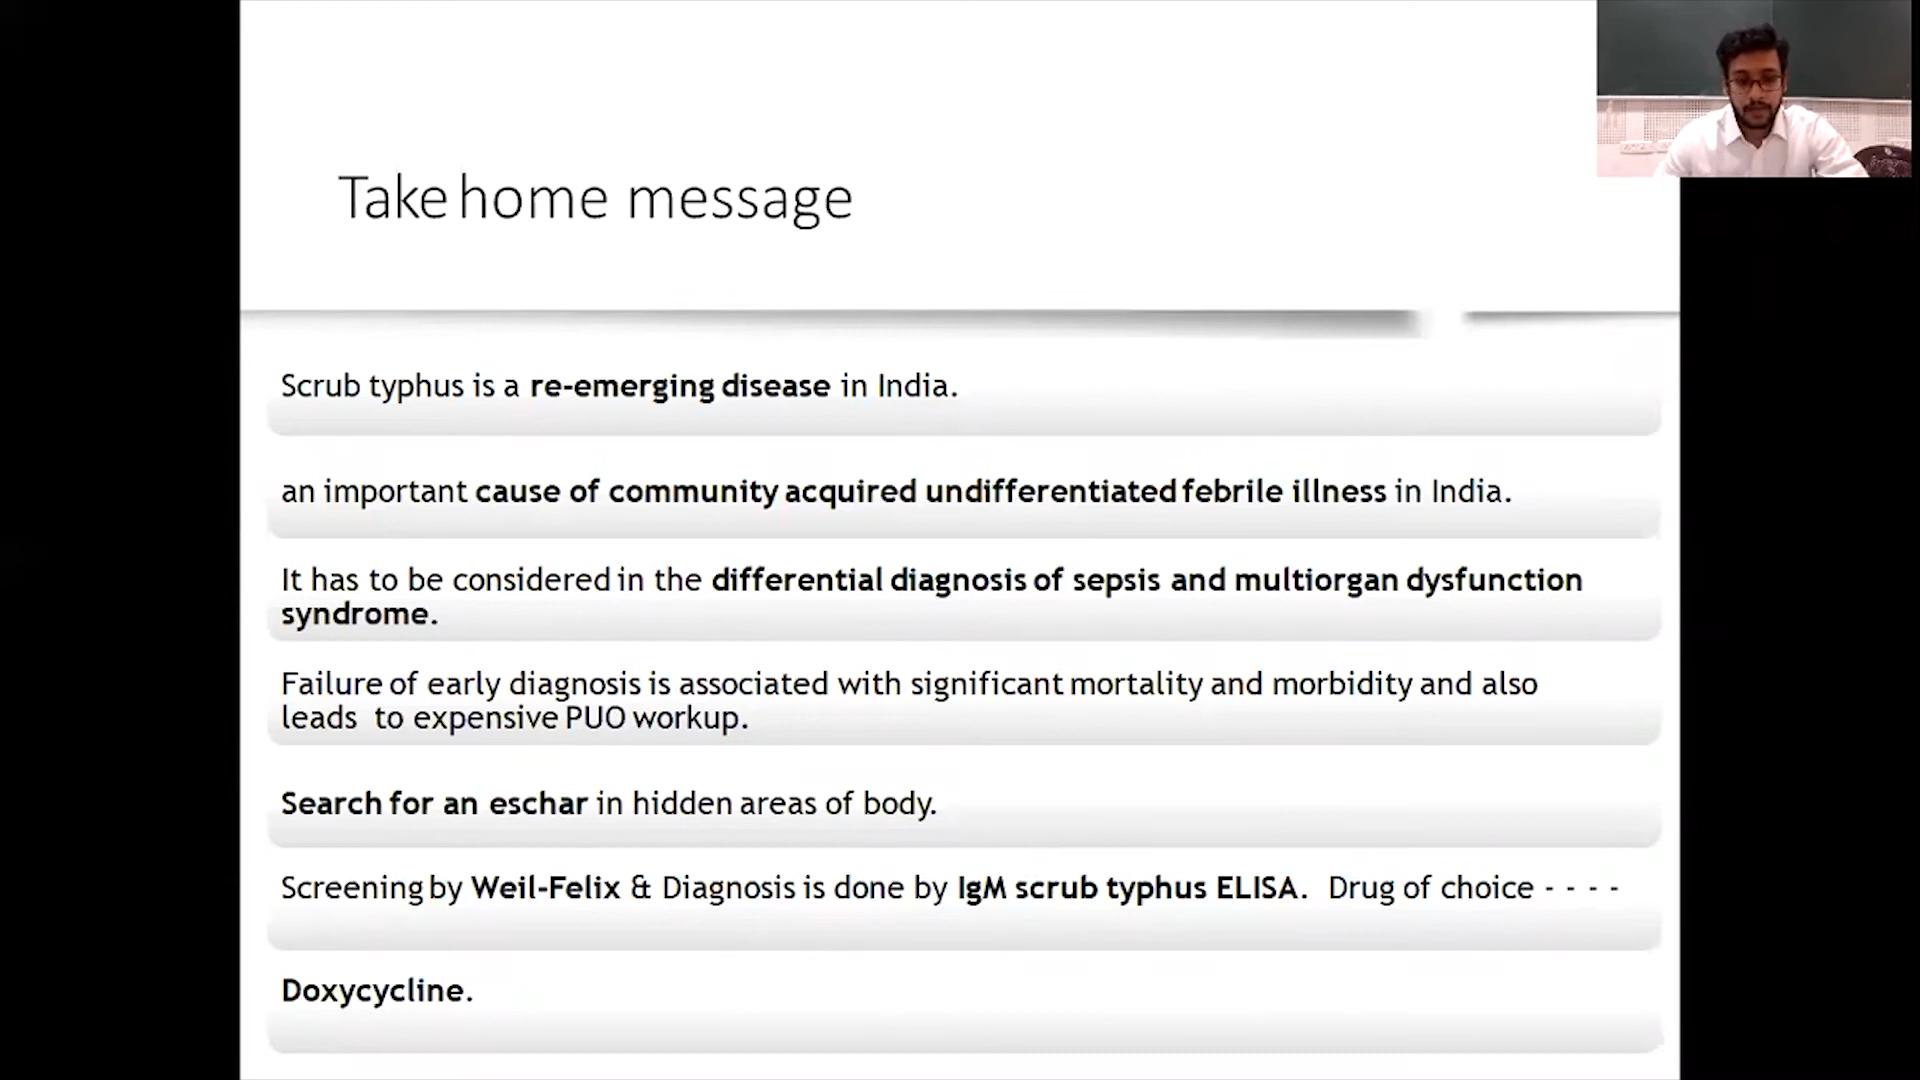 Take home message
Scrub typhus is a re-emerging disease in India.
an important cause of community acquired undifferentiated febrile illness in India.
It has to be considered in the differential diagnosis of sepsis and multiorgan dysfunction
syndrome.
Failure of early diagnosis is associated with significant mortality and morbidity and also
leads to expensive PUO workup.
Search for an eschar in hidden areas of body.
Screening by Weil-Felix & Diagnosis is done by IgM scrub typhus ELISA. Drug of choice - - - -
Doxycycline.